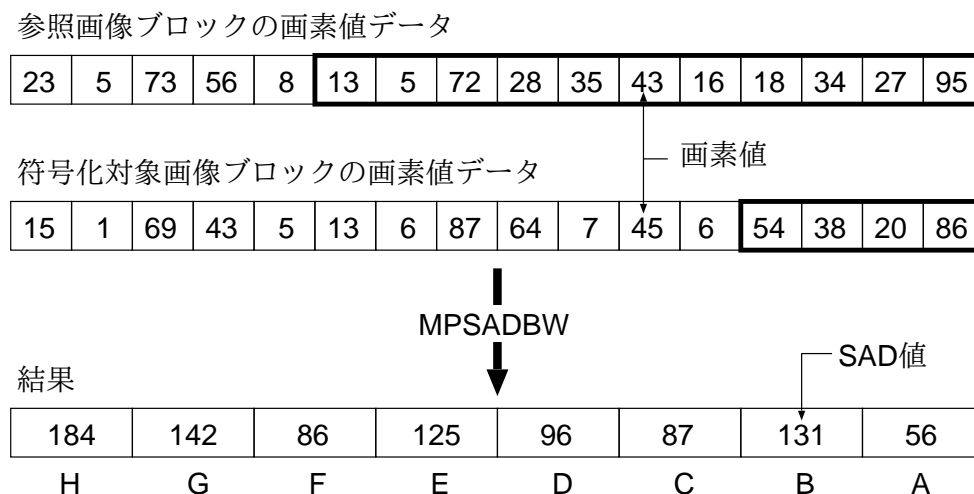 参照画像ブロックの画素値データ
23 5 73 56 8 13 5 72 28 35 43 16 18 34 27 95
画素値
符号化対象画像ブロックの画素値データ
15 1 69 43 5 13 6 87 64 7 45 6 54 38 20 86
MPSADBW
SAD値
結果
184 142 86 125 96 87 131 56
H G F E D C B A